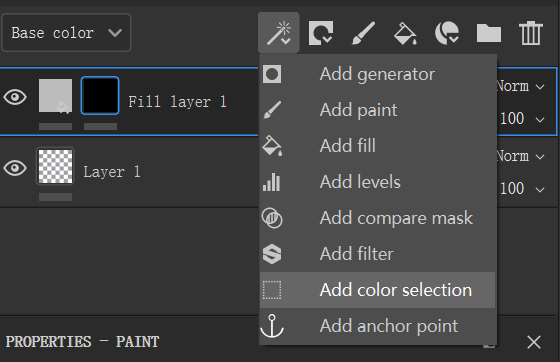 Base color
Add generator
Norm
Add paint
Fill layer 1
100
Add fill
Norm
Layer 1
Add levels
100
Add compare mask
Add filter
Add color selection
Add anchor point
PROPERTIES - PAINT